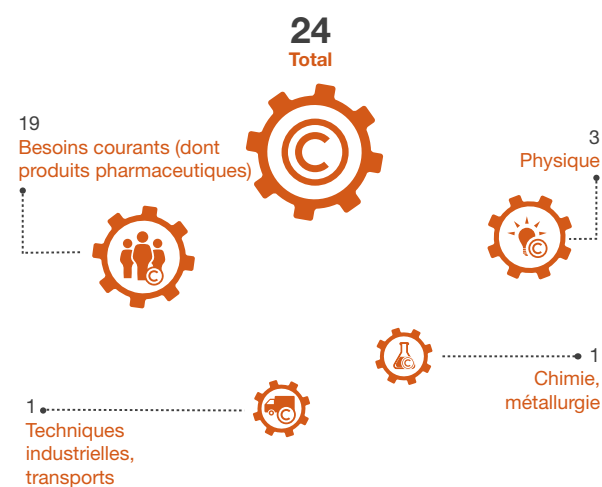 24
Total
19
Besoins courants (dont
produits pharmaceutiques)
3
Physique
1
Chimie,
métallurgie
1
Techniques
industrielles,
transports